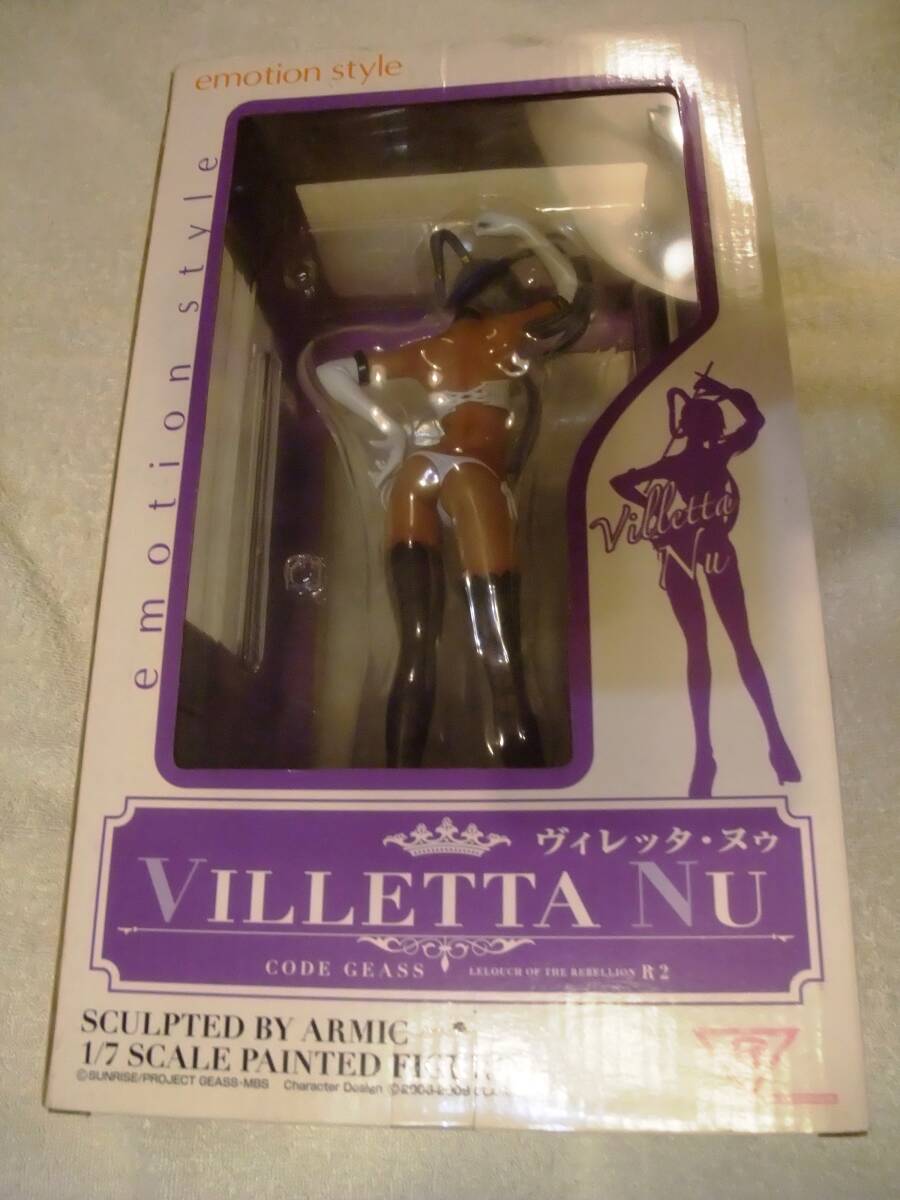 emotion style
emotion style
Villetta
Nu
ヴィレッタ・ヌゥ
VILLETTA NU
CODE GEASS LELOUCH OF THE REBELLION R2
SCULPTED BY ARMIC
1/7 SCALE PAINTED
©SUNRISE/PROJECT GEASS・MBS Character Design